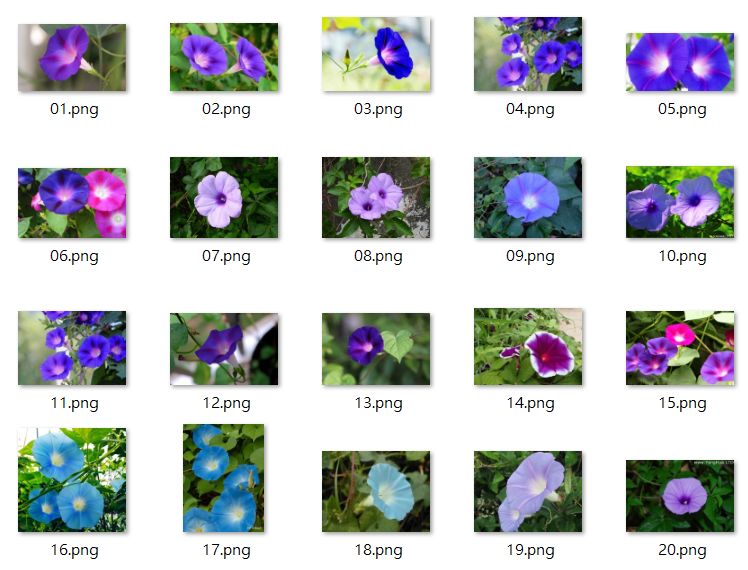 01.png 02.png 03.png 04.png 05.png
06.png 07.png 08.png 09.png 10.png
11.png 12.png 13.png 14.png 15.png
16.png 17.png 18.png 19.png 20.png